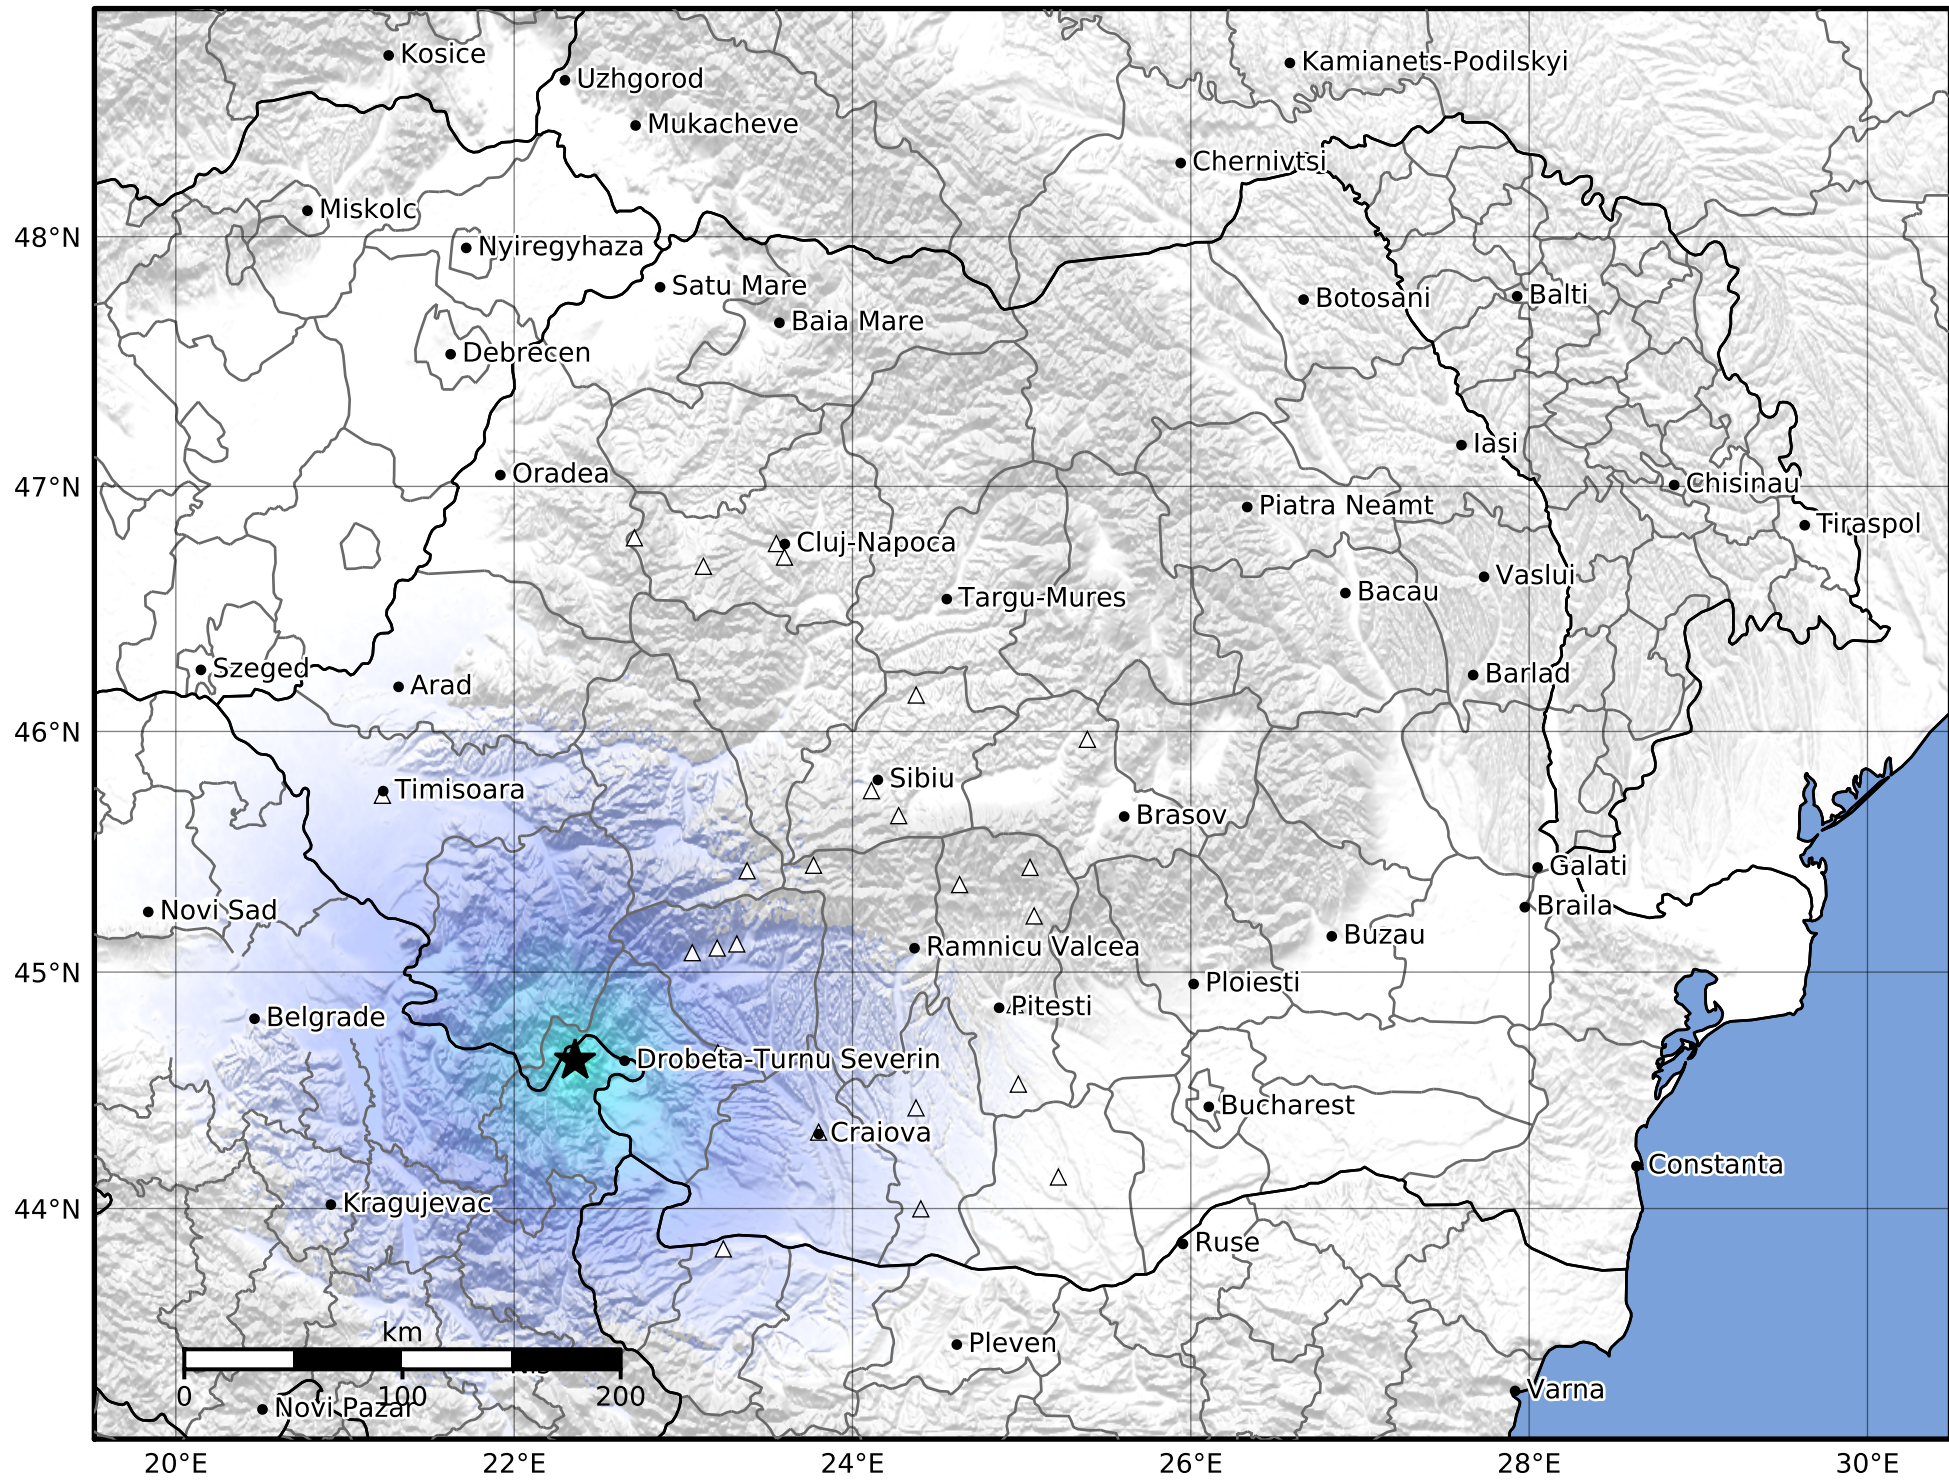 Kosice
Kamianets-Podilskyi
Uzhgorod
Mukacheve
Chernivtsi
Miskolc
48°N
Nyiregyhaza
Satu Mare
Botosani
Balti
Baia Mare
Debrecen
Iasi
Oradea
47°N
Chisinau
Piatra Neamt
Tiraspol
Cluj-Napoca
Vaslui
Bacau
Targu-Mures
Szeged
Barlad
Arad
46°N
Sibiu
Timisoara
Brasov
Galati
Novi Sad
Braila
Buzau
Ramnicu Valcea
45°N
Ploiesti
Pitesti
Belgrade
Drobeta-Turnu Severin
Bucharest
Craiova
Constanta
Kragujevac
44°N
Ruse
km
Pleven
0 100 200
Varna
Novi Pazar
20°E 22°E 24°E 26°E 28°E 30°E